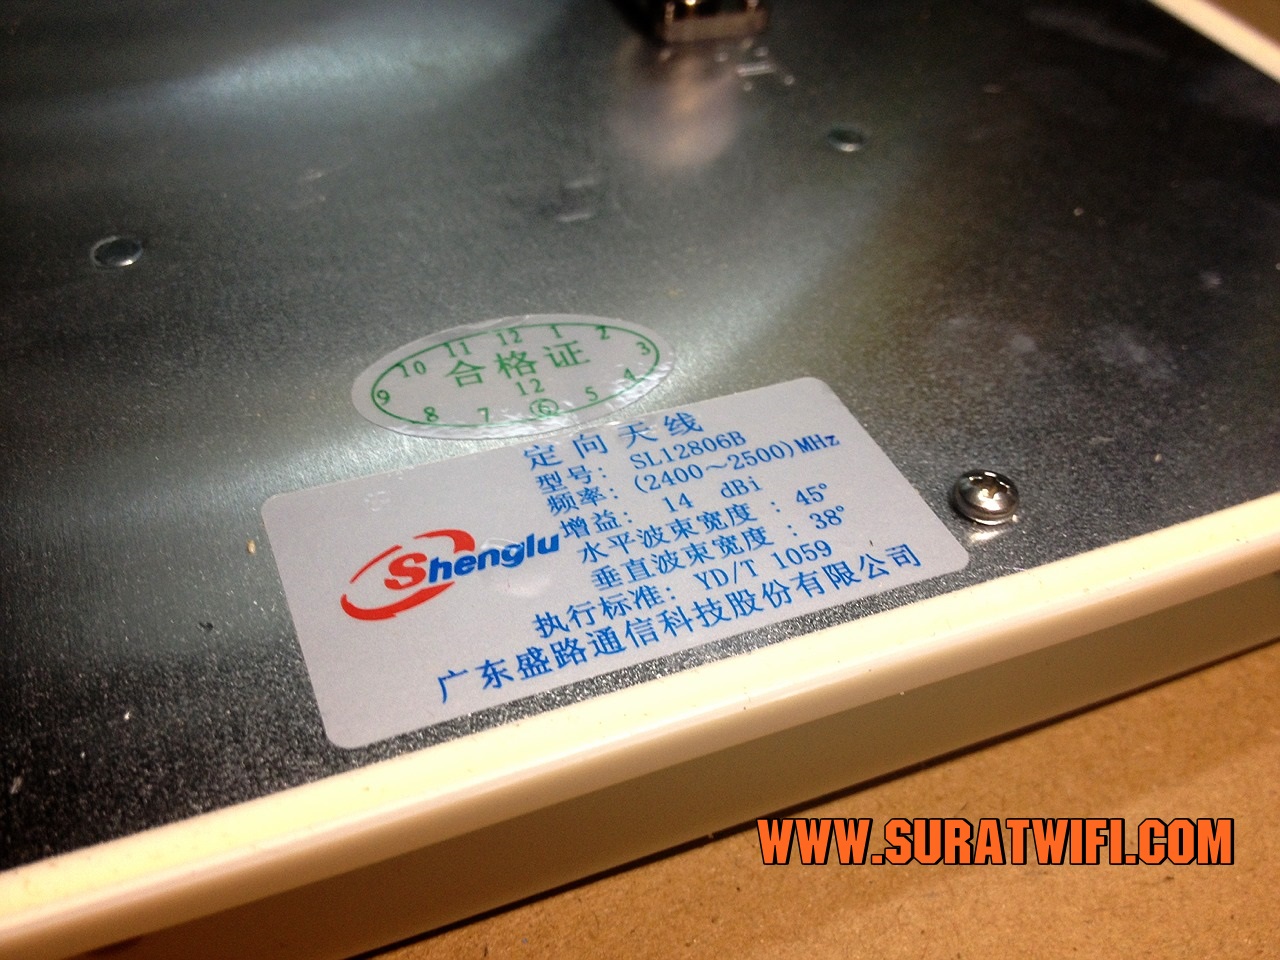 11 12 1 2
10 合格证 3
9 12 4
8 7 6 5
定向天线
型号: SL12806B
频率: (2400～2500)MHz
增益: 14 dBi
水平波束宽度 : 45°
垂直波束宽度 : 38°
执行标准: YD/T 1059
广东盛路通信科技股份有限公司
Shenglu
WWW.SURATWIFI.COM